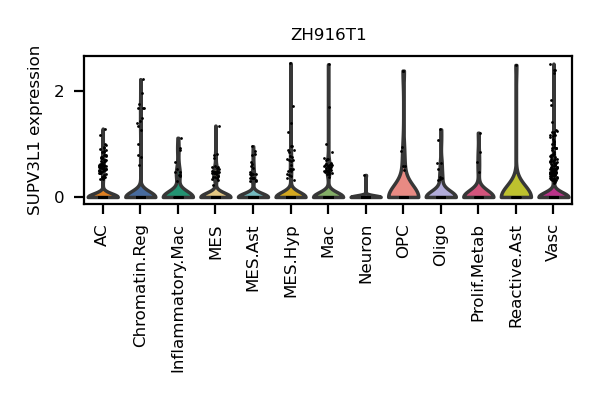 ZH916T1
SUPV3L1 expression
2
0
AC
Chromatin.Reg
Inflammatory.Mac
MES
MES.Ast
MES.Hyp
Mac
Neuron
OPC
Oligo
Prolif.Metab
Reactive.Ast
Vasc